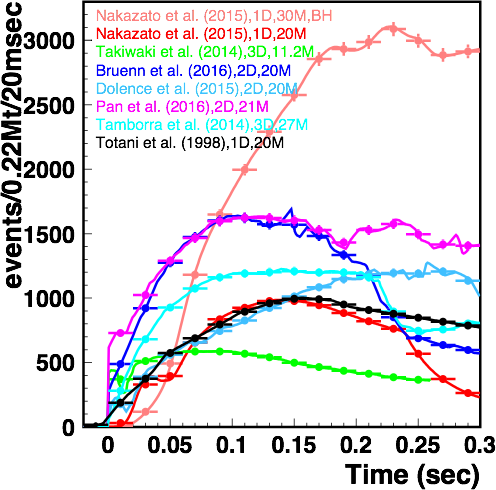 Nakazato et al. (2015),1D,30M,BH
Nakazato et al. (2015),1D,20M
Takiwaki et al. (2014),3D,11.2M
Bruenn et al. (2016),2D,20M
Dolence et al. (2015),2D,20M
Pan et al. (2016),2D,21M
Tamborra et al. (2014),3D,27M
Totani et al. (1998),1D,20M
events/0.22Mt/20msec
3000
2500
2000
1500
1000
500
0
0 0.05 0.1 0.15 0.2 0.25 0.3
Time (sec)